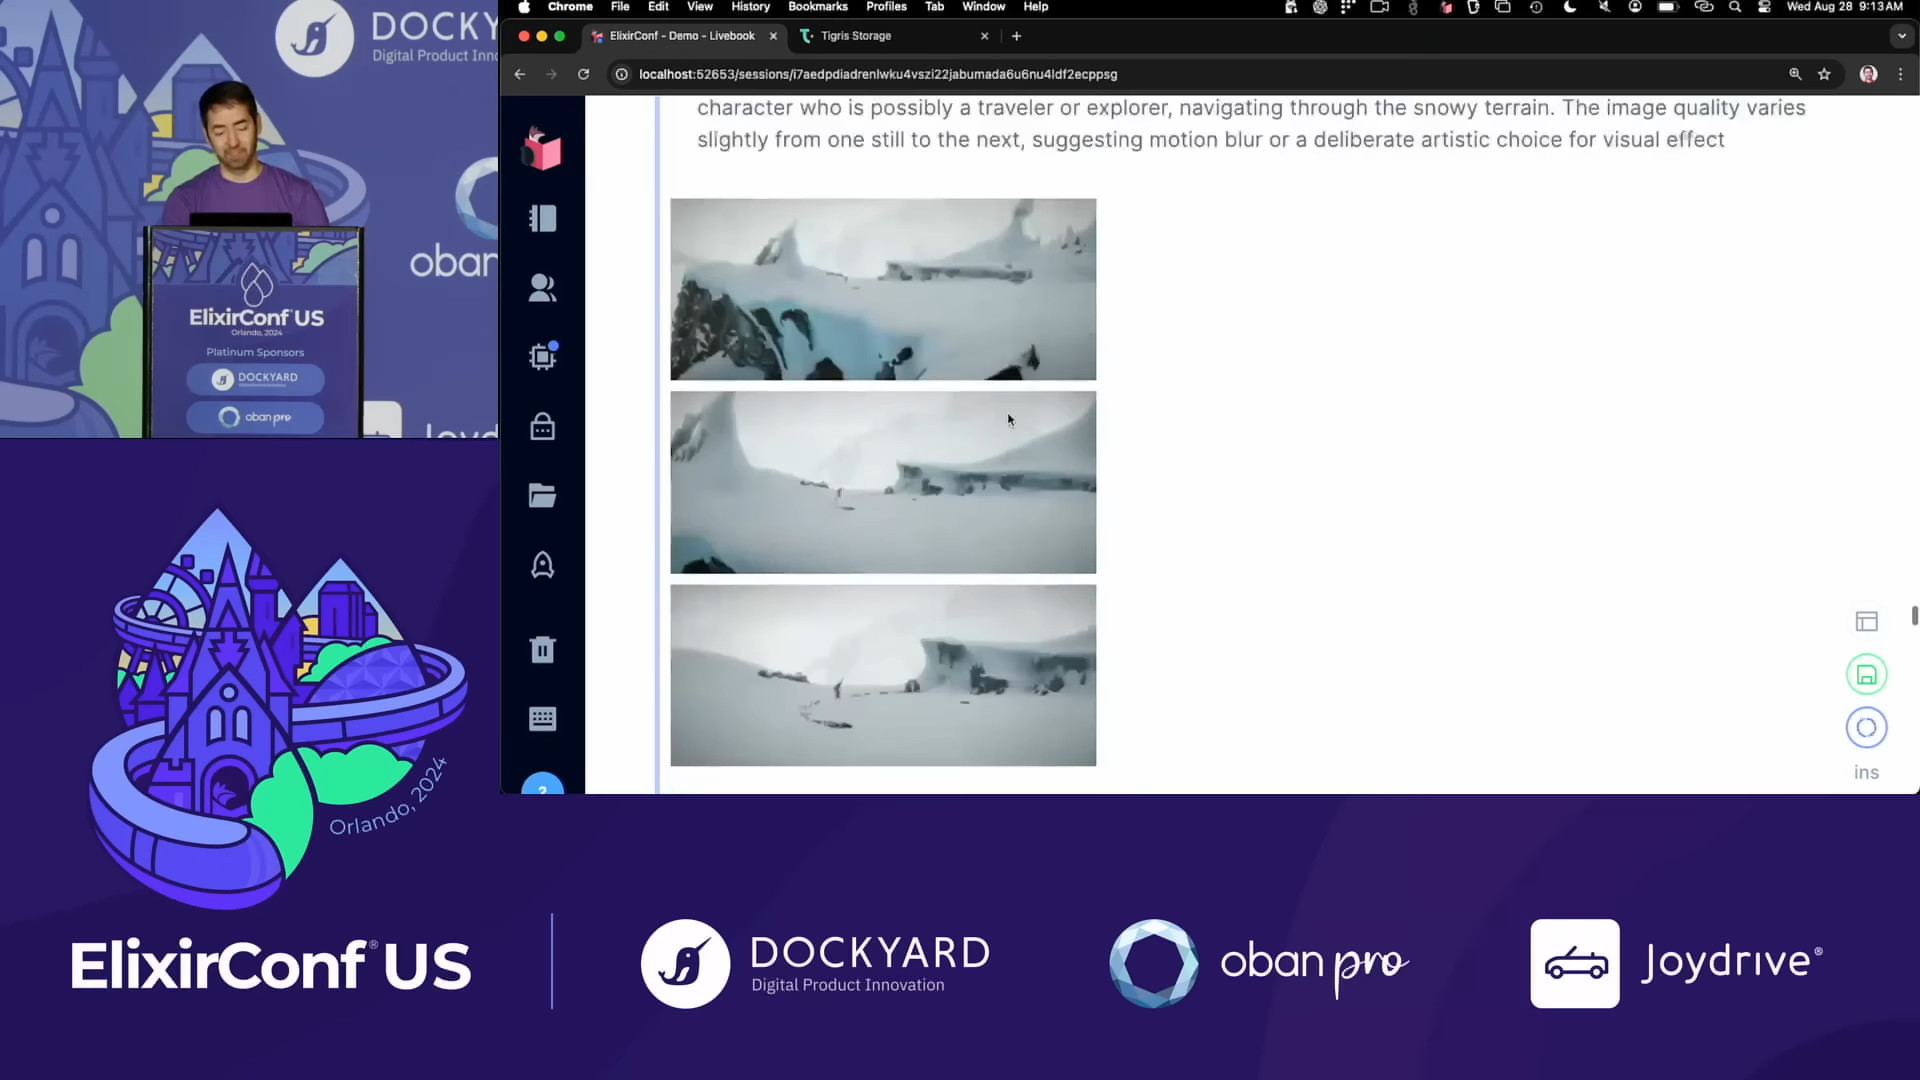 DOCKY
Digital Product Inn
oban
Joyd
ElixirConf US
Orlando, 2024
Platinum Sponsors
DOCKYARD
oban pro
Chrome File Edit View History Bookmarks Profiles Tab Window Help
Wed Aug 28 9:13 AM
ElixirConf - Demo - Livebook
Tigris Storage
localhost:52653/sessions/i7aedpdiadrenlwku4vszi22jabumada6u6nu4ldf2ecppsg
character who is possibly a traveler or explorer, navigating through the snowy terrain. The image quality varies
slightly from one still to the next, suggesting motion blur or a deliberate artistic choice for visual effect
?
ins
Orlando, 2024
ElixirConf® US
DOCKYARD
Digital Product Innovation
oban pro
Joydrive®